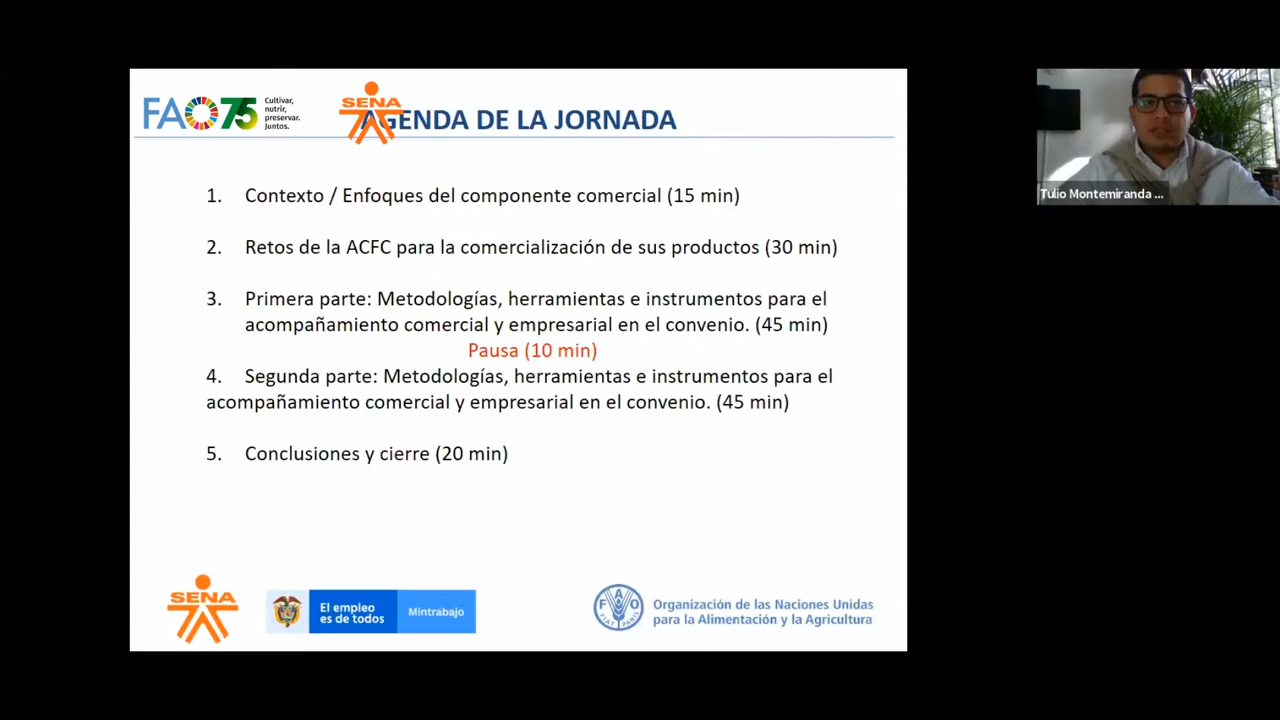 FAO75
Cultivar,
nutrir,
preservar.
Juntos.
SENA
AGENDA DE LA JORNADA
1. Contexto / Enfoques del componente comercial (15 min)
2. Retos de la ACFC para la comercialización de sus productos (30 min)
3. Primera parte: Metodologías, herramientas e instrumentos para el
acompañamiento comercial y empresarial en el convenio. (45 min)
Pausa (10 min)
4. Segunda parte: Metodologías, herramientas e instrumentos para el
acompañamiento comercial y empresarial en el convenio. (45 min)
5. Conclusiones y cierre (20 min)
SENA
El empleo
es de todos
Mintrabajo
FAO
FIAT PANIS
Organización de las Naciones Unidas
para la Alimentación y la Agricultura
Tulio Montemiranda ...